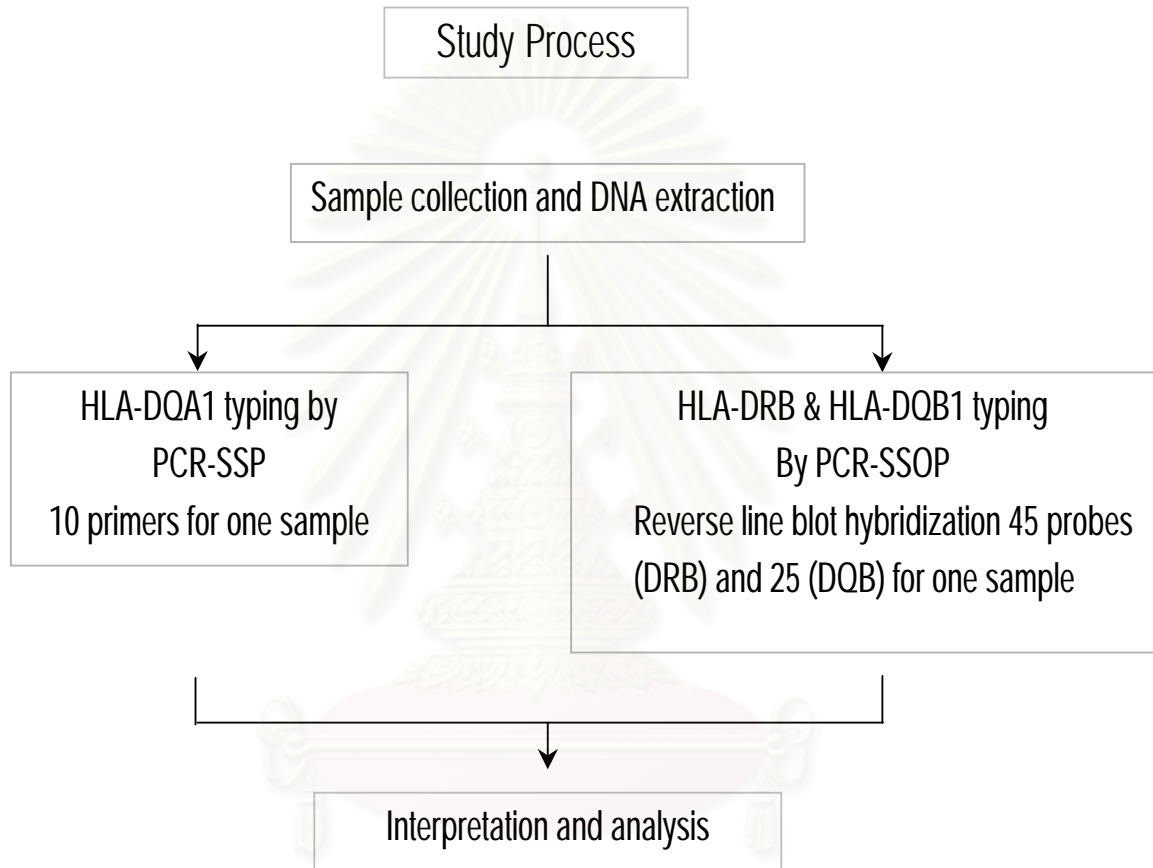 Study Process
Sample collection and DNA extraction
HLA-DQA1 typing by
PCR-SSP
10 primers for one sample
HLA-DRB & HLA-DQB1 typing
By PCR-SSOP
Reverse line blot hybridization 45 probes
(DRB) and 25 (DQB) for one sample
Interpretation and analysis